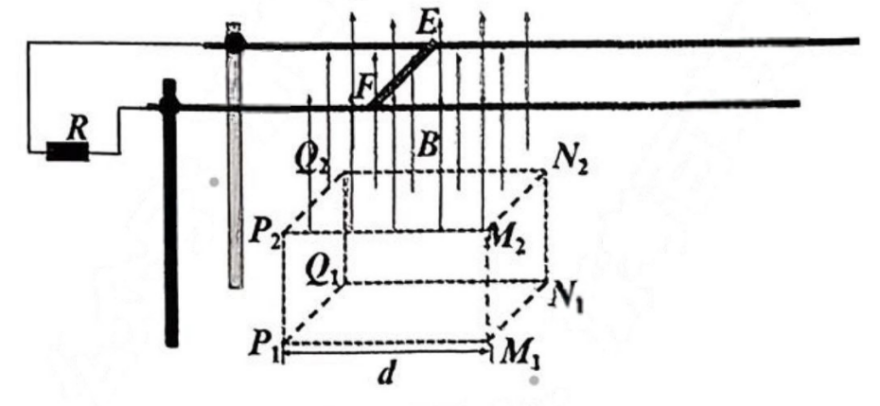 E
F
R
Q₂ B N₂
P₂ M₂
Q₁ N₁
P₁ M₁
d